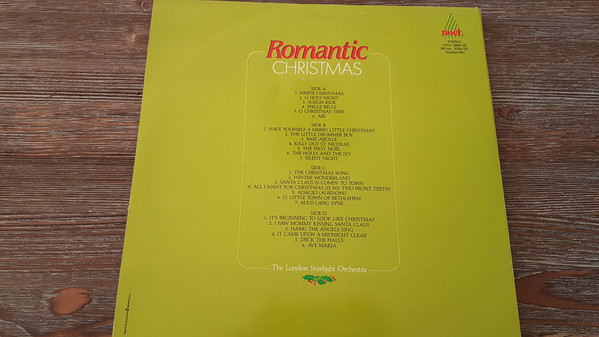 Romantic
CHRISTMAS
SIDE A
1. WHITE CHRISTMAS
2. O HOLY NIGHT
3. SLEIGH RIDE
4. JINGLE BELLS
5. O CHRISTMAS TREE
6. AIR
SIDE B
1. HAVE YOURSELF A MERRY LITTLE CHRISTMAS
2. THE LITTLE DRUMMER BOY
3. BARCAROLLE
4. JOLLY OLD ST. NICOLAS
5. THE FIRST NOËL
6. THE HOLLY AND THE IVY
7. SILENT NIGHT
SIDE C
1. THE CHRISTMAS SONG
2. WINTER WONDERLAND
3. SANTA CLAUS IS COMIN' TO TOWN
4. ALL I WANT FOR CHRISTMAS (IS MY TWO FRONT TEETH)
5. ADAGIO (ALBINONI)
6. O, LITTLE TOWN OF BETHLEHEM
7. AULD LANG SYNE
SIDE D
1. IT'S BEGINNING TO LOOK LIKE CHRISTMAS
2. I SAW MOMMY KISSING SANTA CLAUS
3. HARK! THE ANGELS SING
4. IT CAME UPON A MIDNIGHT CLEAR
5. DECK THE HALLS
6. AVE MARIA
The London Starlight Orchestra
STEREO